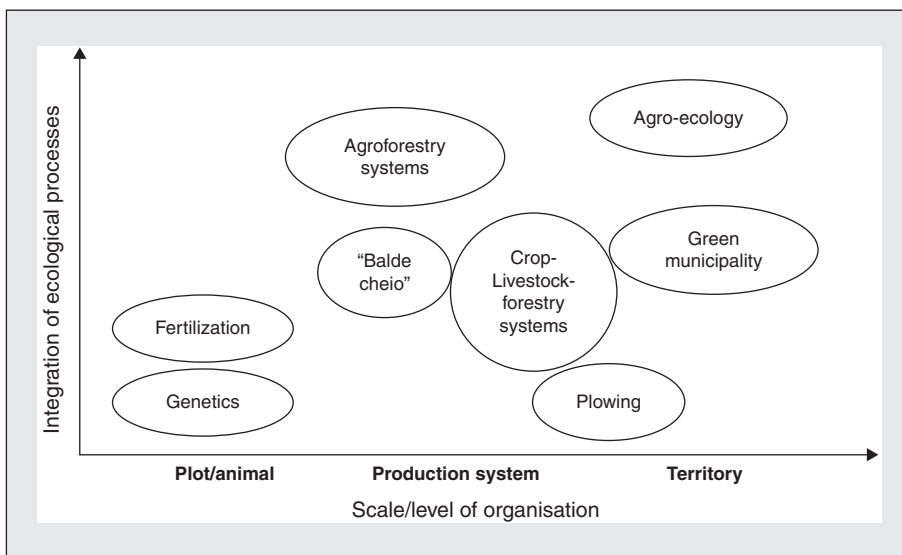 Integration of ecological processes
Agro-ecology
Agroforestry
systems
Green
municipality
“Balde
cheio”
Crop-
Livestock-
forestry
systems
Fertilization
Genetics
Plowing
Plot/animal
Production system
Territory
Scale/level of organisation